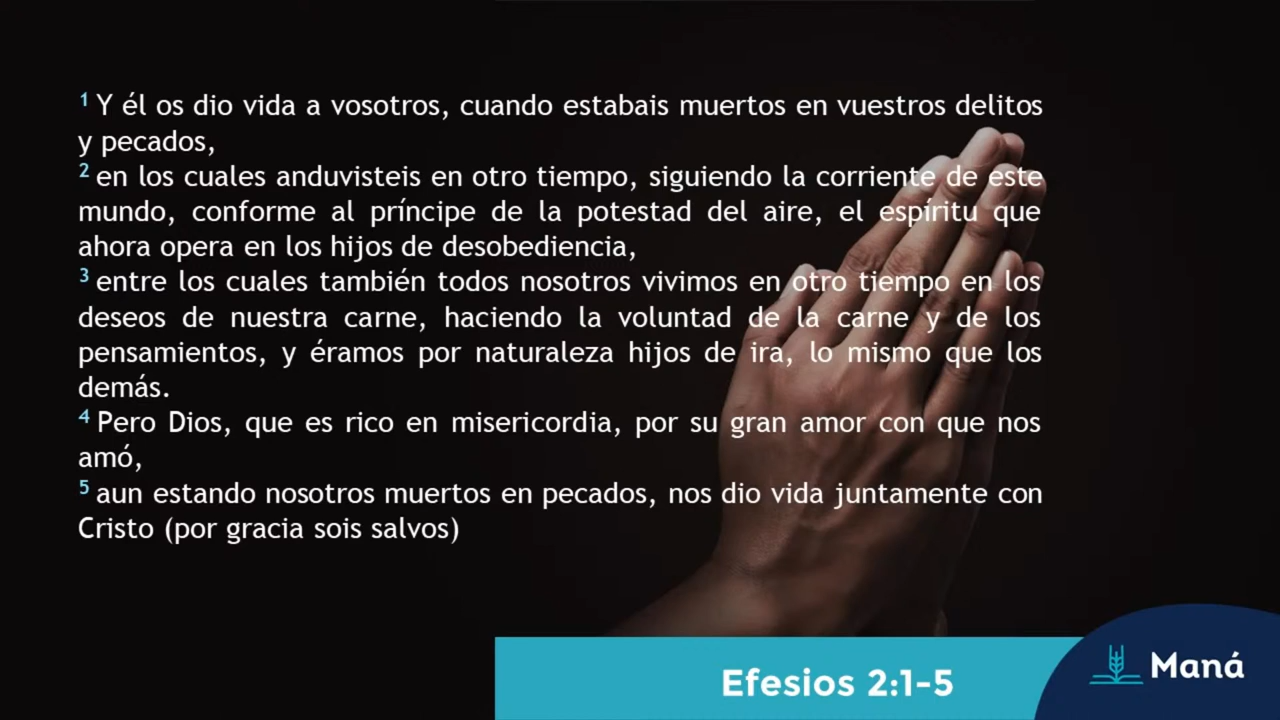 1 Y él os dio vida a vosotros, cuando estabais muertos en vuestros delitos
y pecados,
2 en los cuales anduvisteis en otro tiempo, siguiendo la corriente de este
mundo, conforme al príncipe de la potestad del aire, el espíritu que
ahora opera en los hijos de desobediencia,
3 entre los cuales también todos nosotros vivimos en otro tiempo en los
deseos de nuestra carne, haciendo la voluntad de la carne y de los
pensamientos, y éramos por naturaleza hijos de ira, lo mismo que los
demás.
4 Pero Dios, que es rico en misericordia, por su gran amor con que nos
amó,
5 aun estando nosotros muertos en pecados, nos dio vida juntamente con
Cristo (por gracia sois salvos)
Efesios 2:1-5
Maná